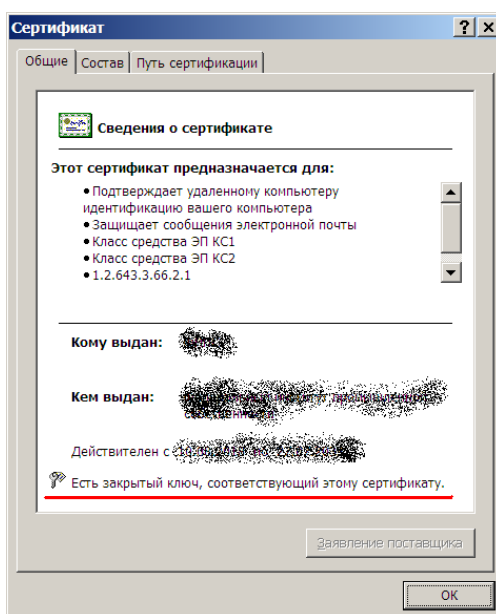 Сертификат
Общие Состав Путь сертификации
Сведения о сертификате
Этот сертификат предназначается для:
•Подтверждает удаленному компьютеру
идентификацию вашего компьютера
•Защищает сообщения электронной почты
•Класс средства ЭП КС1
•Класс средства ЭП КС2
•1.2.643.3.66.2.1
Кому выдан:
Кем выдан:
Действителен с
Есть закрытый ключ, соответствующий этому сертификату.
Заявление поставщика
OK